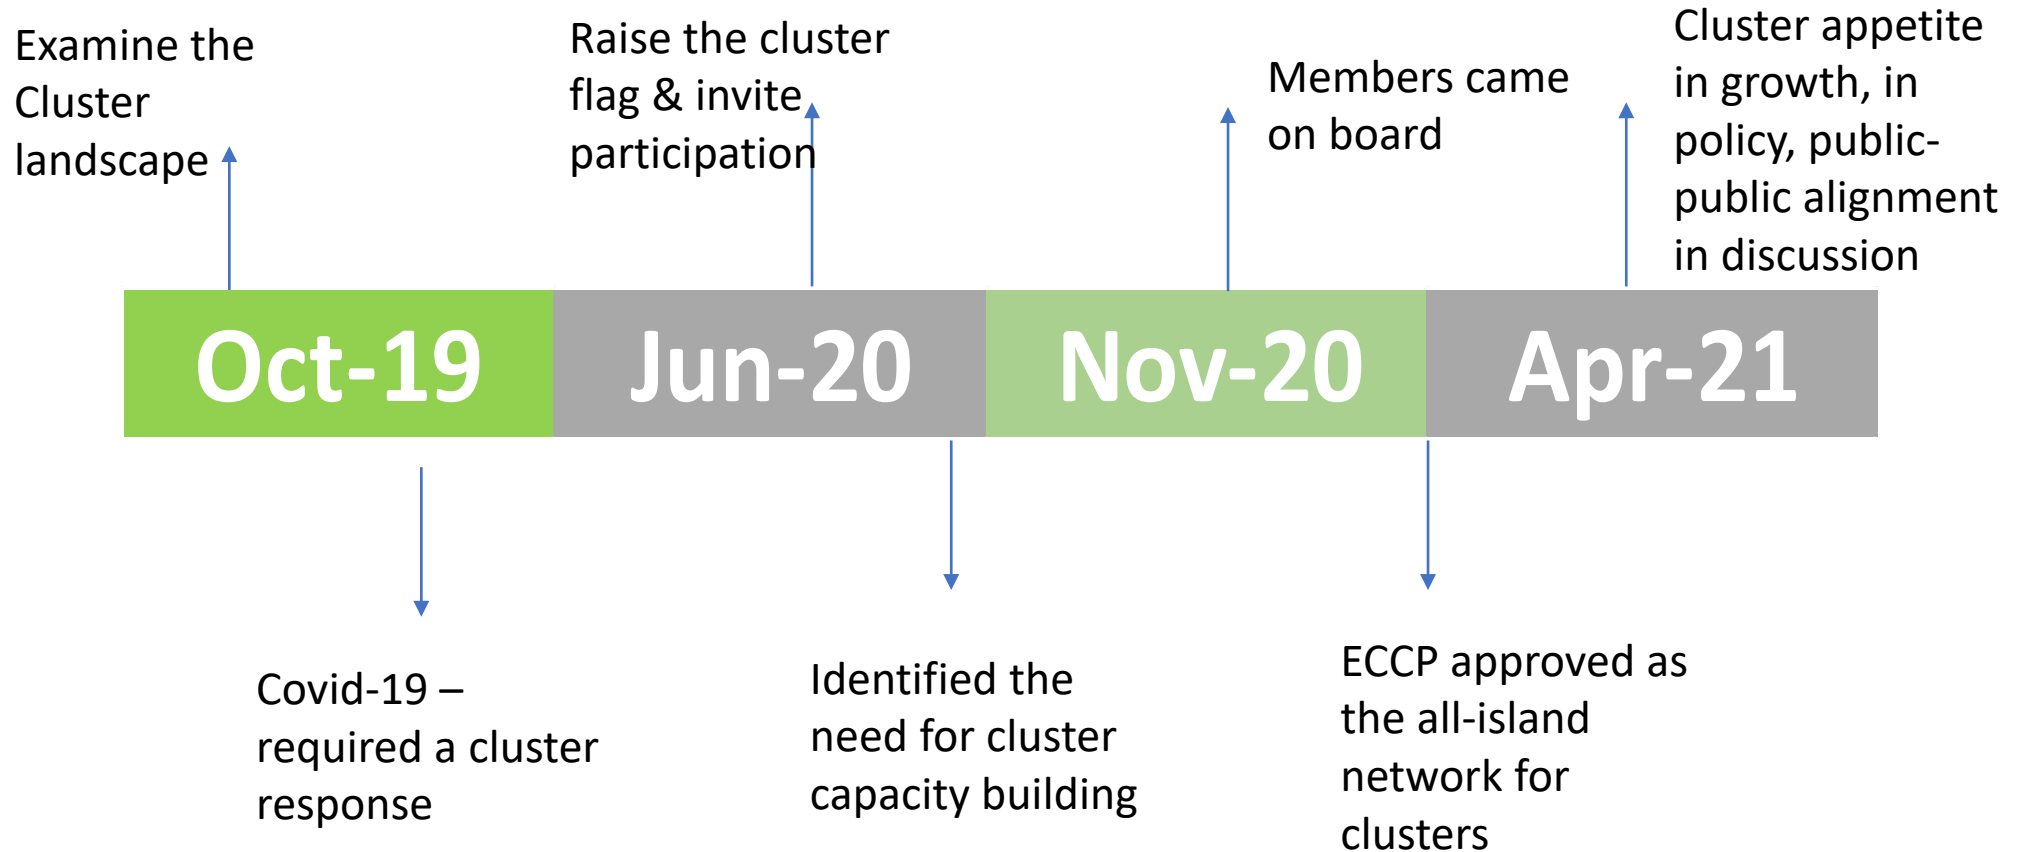 Examine the
Cluster
landscape
Raise the cluster
flag & invite
participation
Members came
on board
Cluster appetite
in growth, in
policy, public-
public alignment
in discussion
Oct-19
Jun-20
Nov-20
Apr-21
Covid-19 –
required a cluster
response
Identified the
need for cluster
capacity building
ECCP approved as
the all-island
network for
clusters